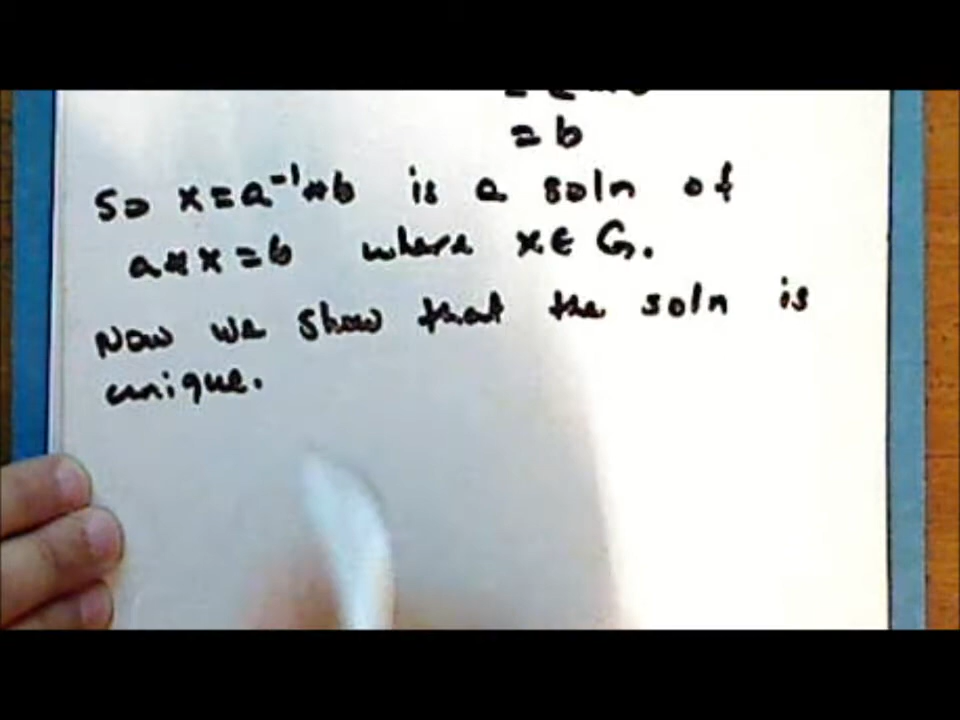 = b
So x = a⁻¹ * b is a soln of
a * x = b where x ∈ G.
Now we show that the soln is
unique.